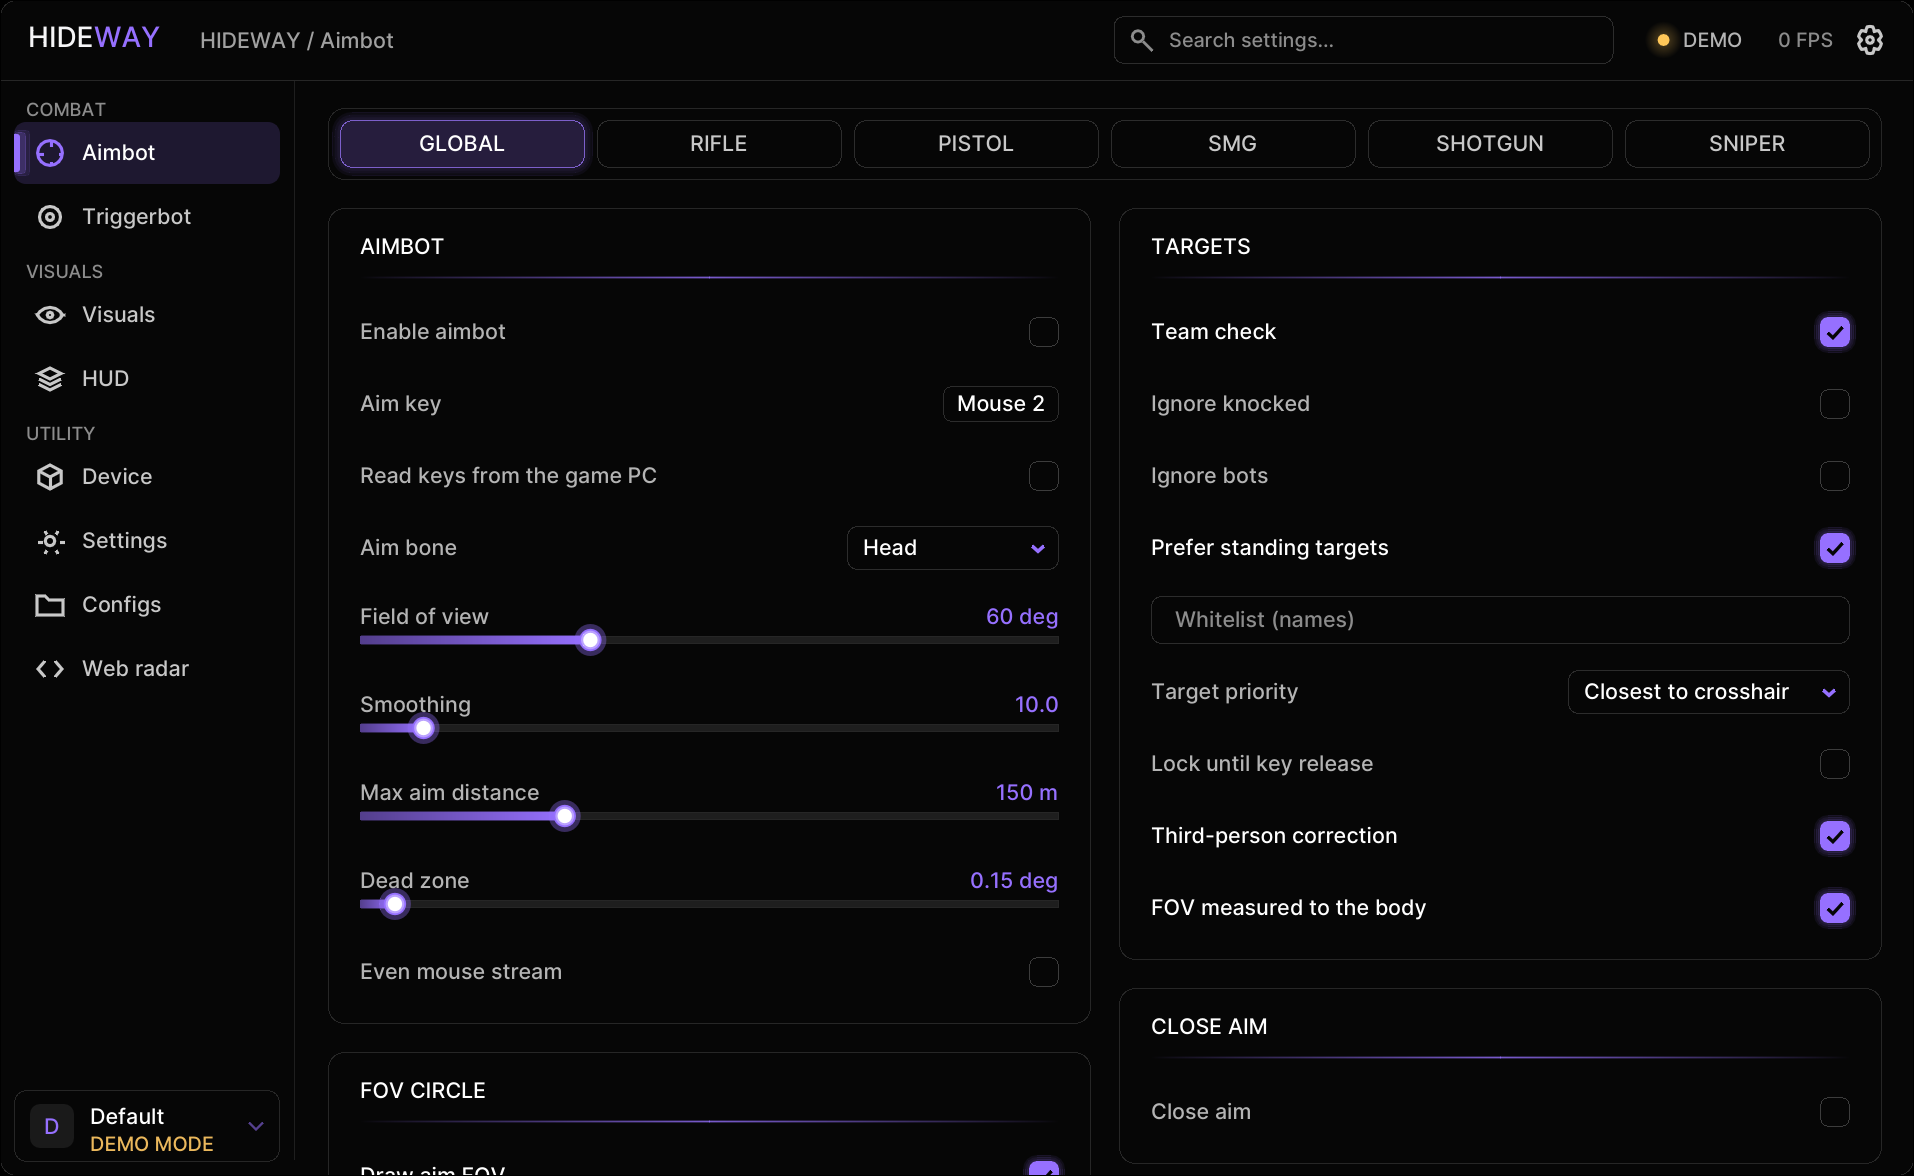 HIDEWAY
HIDEWAY / Aimbot
Search settings...
DEMO
0 FPS
COMBAT
Aimbot
Triggerbot
VISUALS
Visuals
HUD
UTILITY
Device
Settings
Configs
Web radar
D
Default
DEMO MODE
GLOBAL
RIFLE
PISTOL
SMG
SHOTGUN
SNIPER
AIMBOT
Enable aimbot
Aim key
Mouse 2
Read keys from the game PC
Aim bone
Head
Field of view
60 deg
Smoothing
10.0
Max aim distance
150 m
Dead zone
0.15 deg
Even mouse stream
FOV CIRCLE
Draw aim FOV
TARGETS
Team check
Ignore knocked
Ignore bots
Prefer standing targets
Whitelist (names)
Target priority
Closest to crosshair
Lock until key release
Third-person correction
FOV measured to the body
CLOSE AIM
Close aim